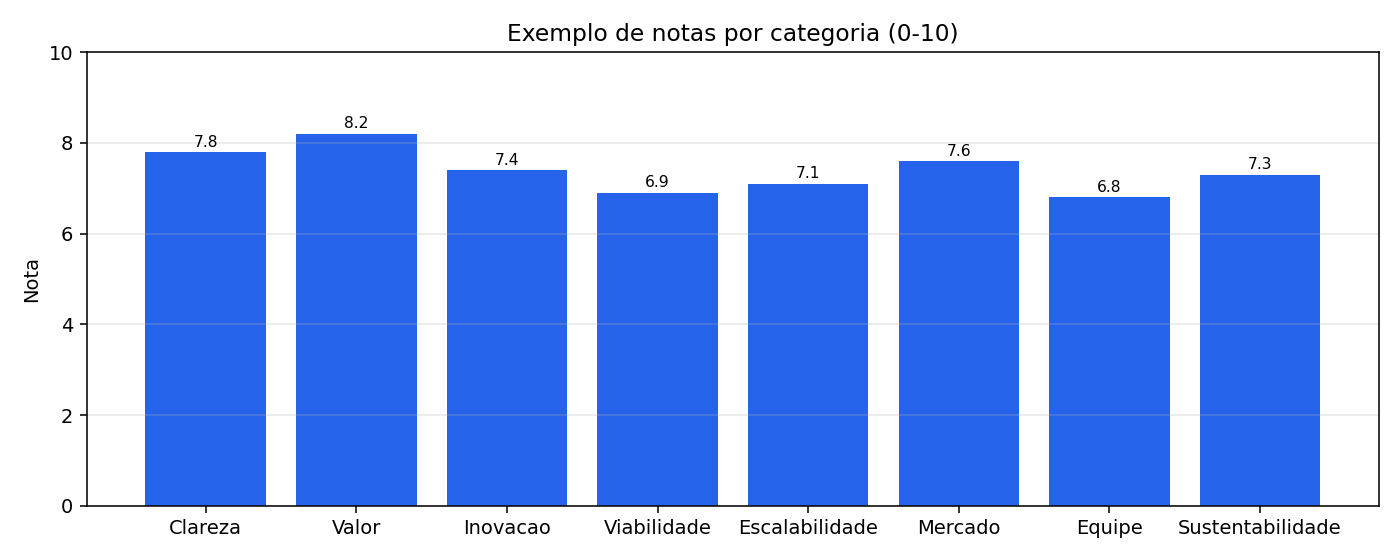 Exemplo de notas por categoria (0-10)
10
8
6
4
2
0
Nota
7.8
8.2
7.4
6.9
7.1
7.6
6.8
7.3
Clareza
Valor
Inovacao
Viabilidade
Escalabilidade
Mercado
Equipe
Sustentabilidade